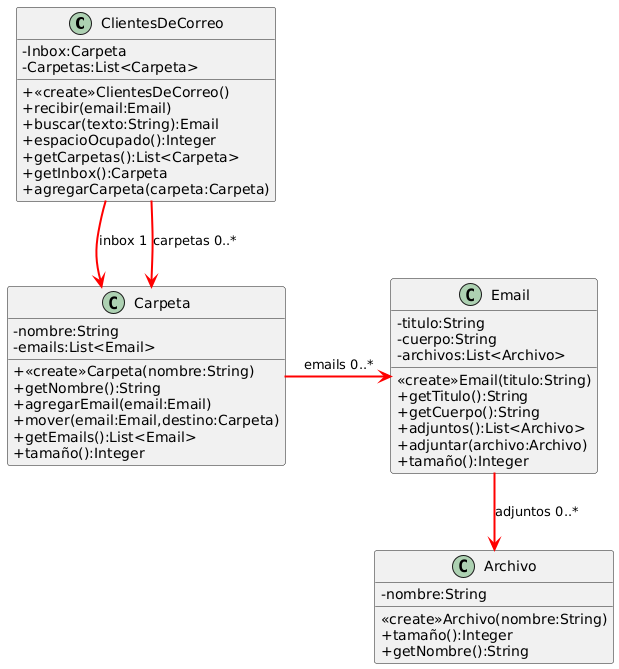 C ClientesDeCorreo
-Inbox:Carpeta
-Carpetas:List<Carpeta>
+«create»ClientesDeCorreo()
+recibir(email:Email)
+buscar(texto:String):Email
+espacioOcupado():Integer
+getCarpetas():List<Carpeta>
+getInbox():Carpeta
+agregarCarpeta(carpeta:Carpeta)
inbox 1
carpetas 0..*
C Carpeta
-nombre:String
-emails:List<Email>
+«create»Carpeta(nombre:String)
+getNombre():String
+agregarEmail(email:Email)
+mover(email:Email,destino:Carpeta)
+getEmails():List<Email>
+tamaño():Integer
emails 0..*
C Email
-titulo:String
-cuerpo:String
-archivos:List<Archivo>
«create»Email(titulo:String)
+getTitulo():String
+getCuerpo():String
+adjuntos():List<Archivo>
+adjuntar(archivo:Archivo)
+tamaño():Integer
adjuntos 0..*
C Archivo
-nombre:String
«create»Archivo(nombre:String)
+tamaño():Integer
+getNombre():String